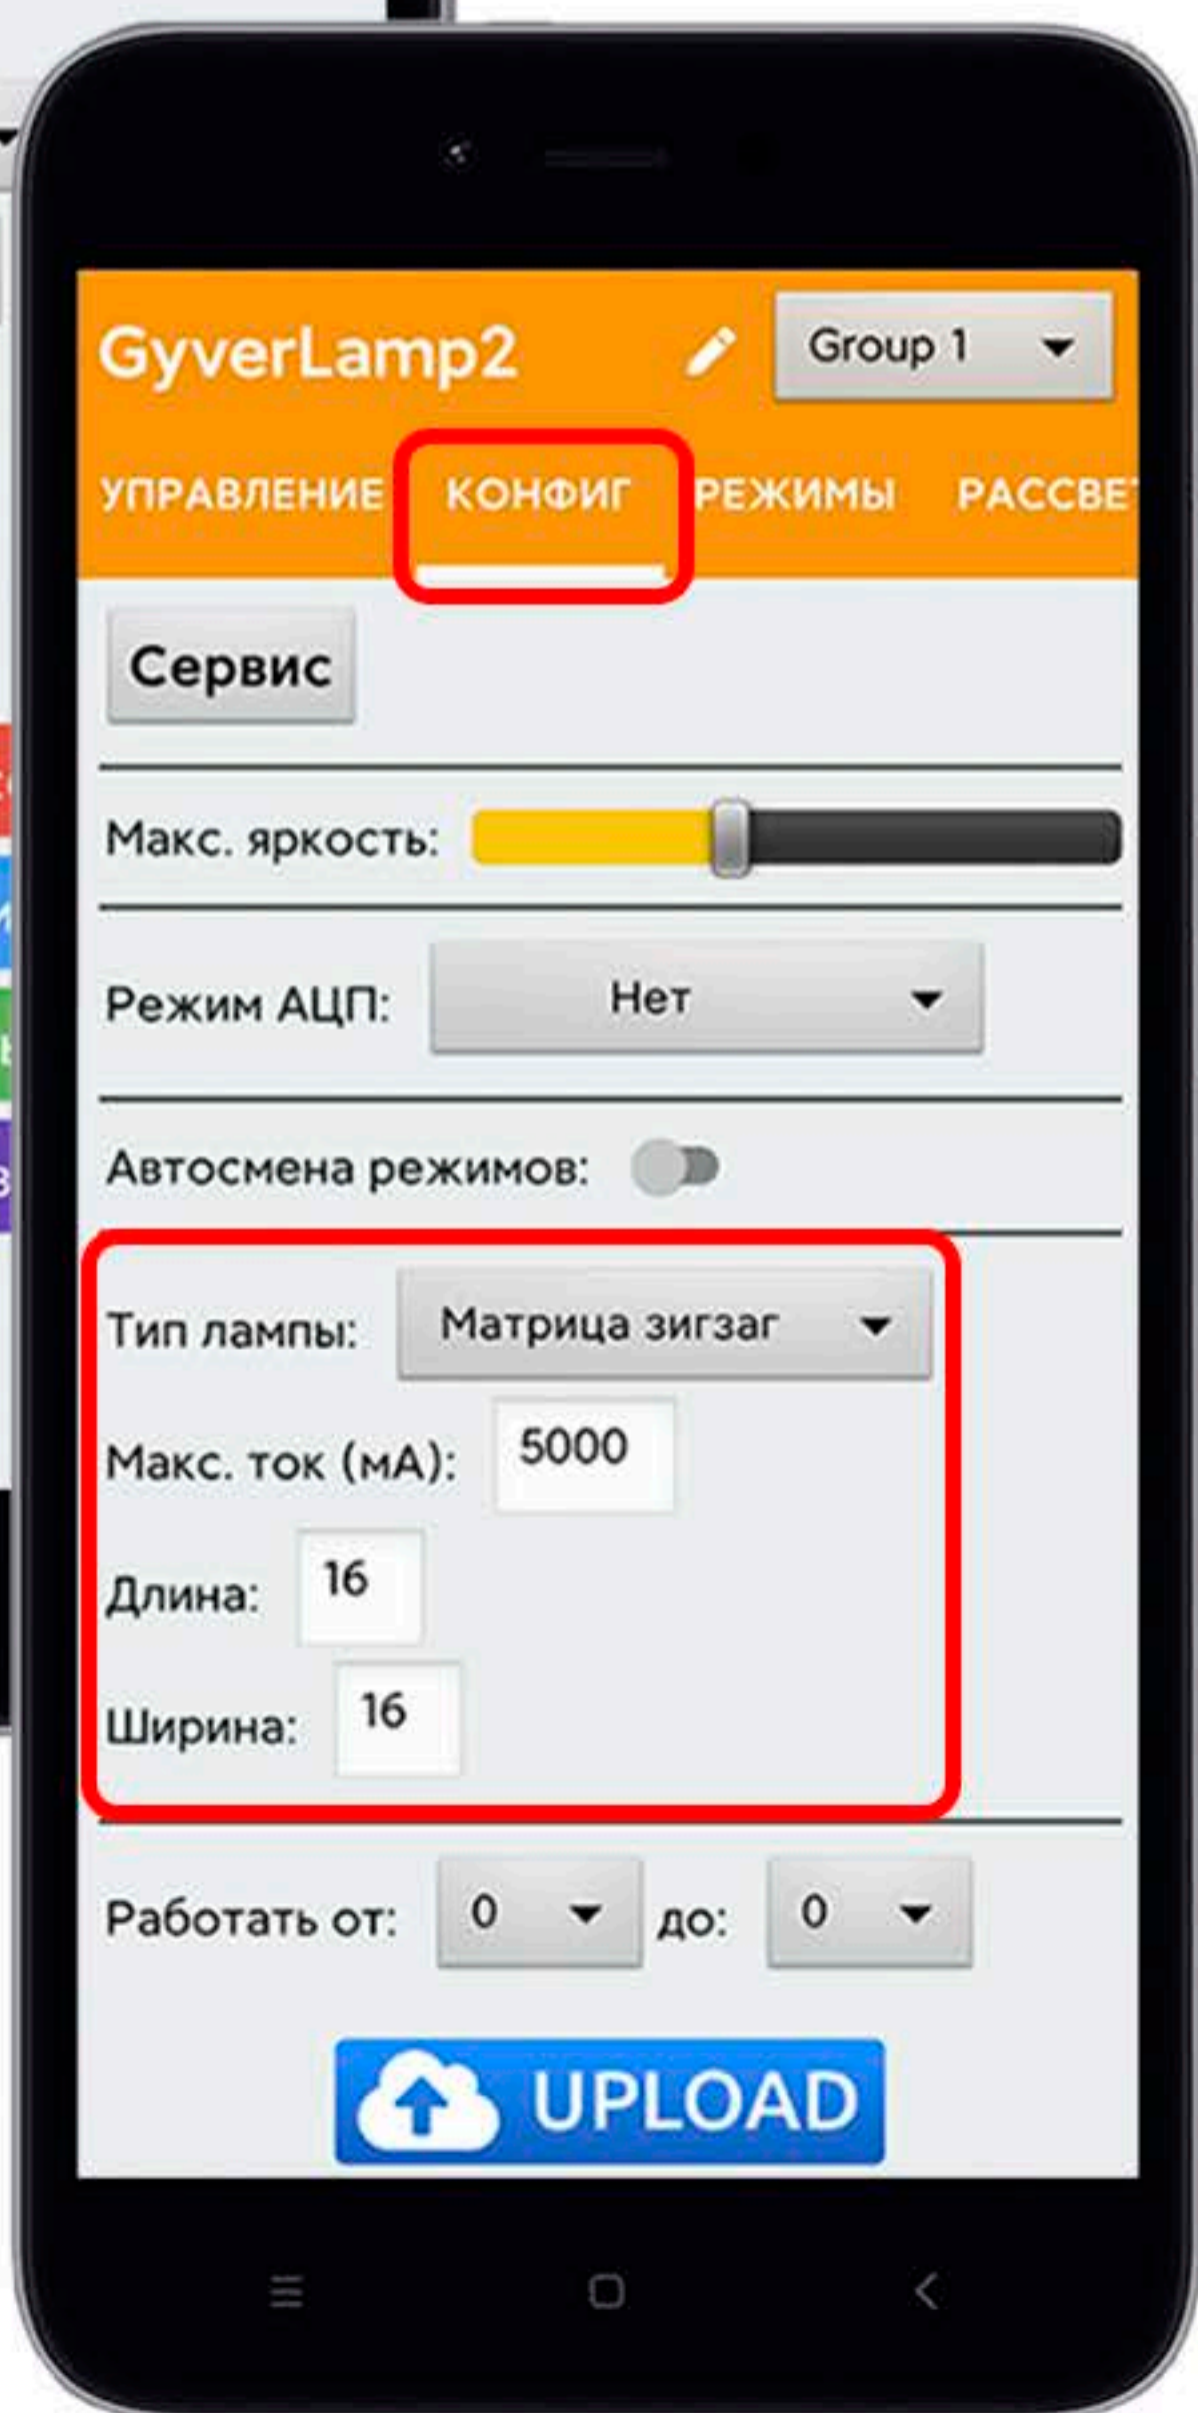 GyverLamp2
Group 1
УПРАВЛЕНИЕ КОНФИГ РЕЖИМЫ РАССВЕ
Сервис
Макс. яркость:
Режим АЦП: Нет
Автосмена режимов:
Тип лампы: Матрица зигзаг
Макс. ток (мА): 5000
Длина: 16
Ширина: 16
Работать от: 0 до: 0
UPLOAD